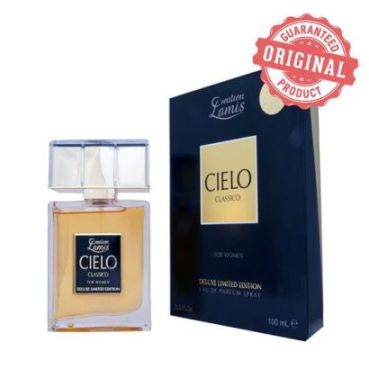 GUARANTEED
ORIGINAL
PRODUCT
Creation
Lamis
CIELO
CLASSICO
FOR WOMEN
DELUXE LIMITED EDITION
EAU DE PARFUM SPRAY
100 mL e
Creation
Lamis
CIELO
CLASSICO
FOR WOMEN
DELUXE LIMITED EDITION